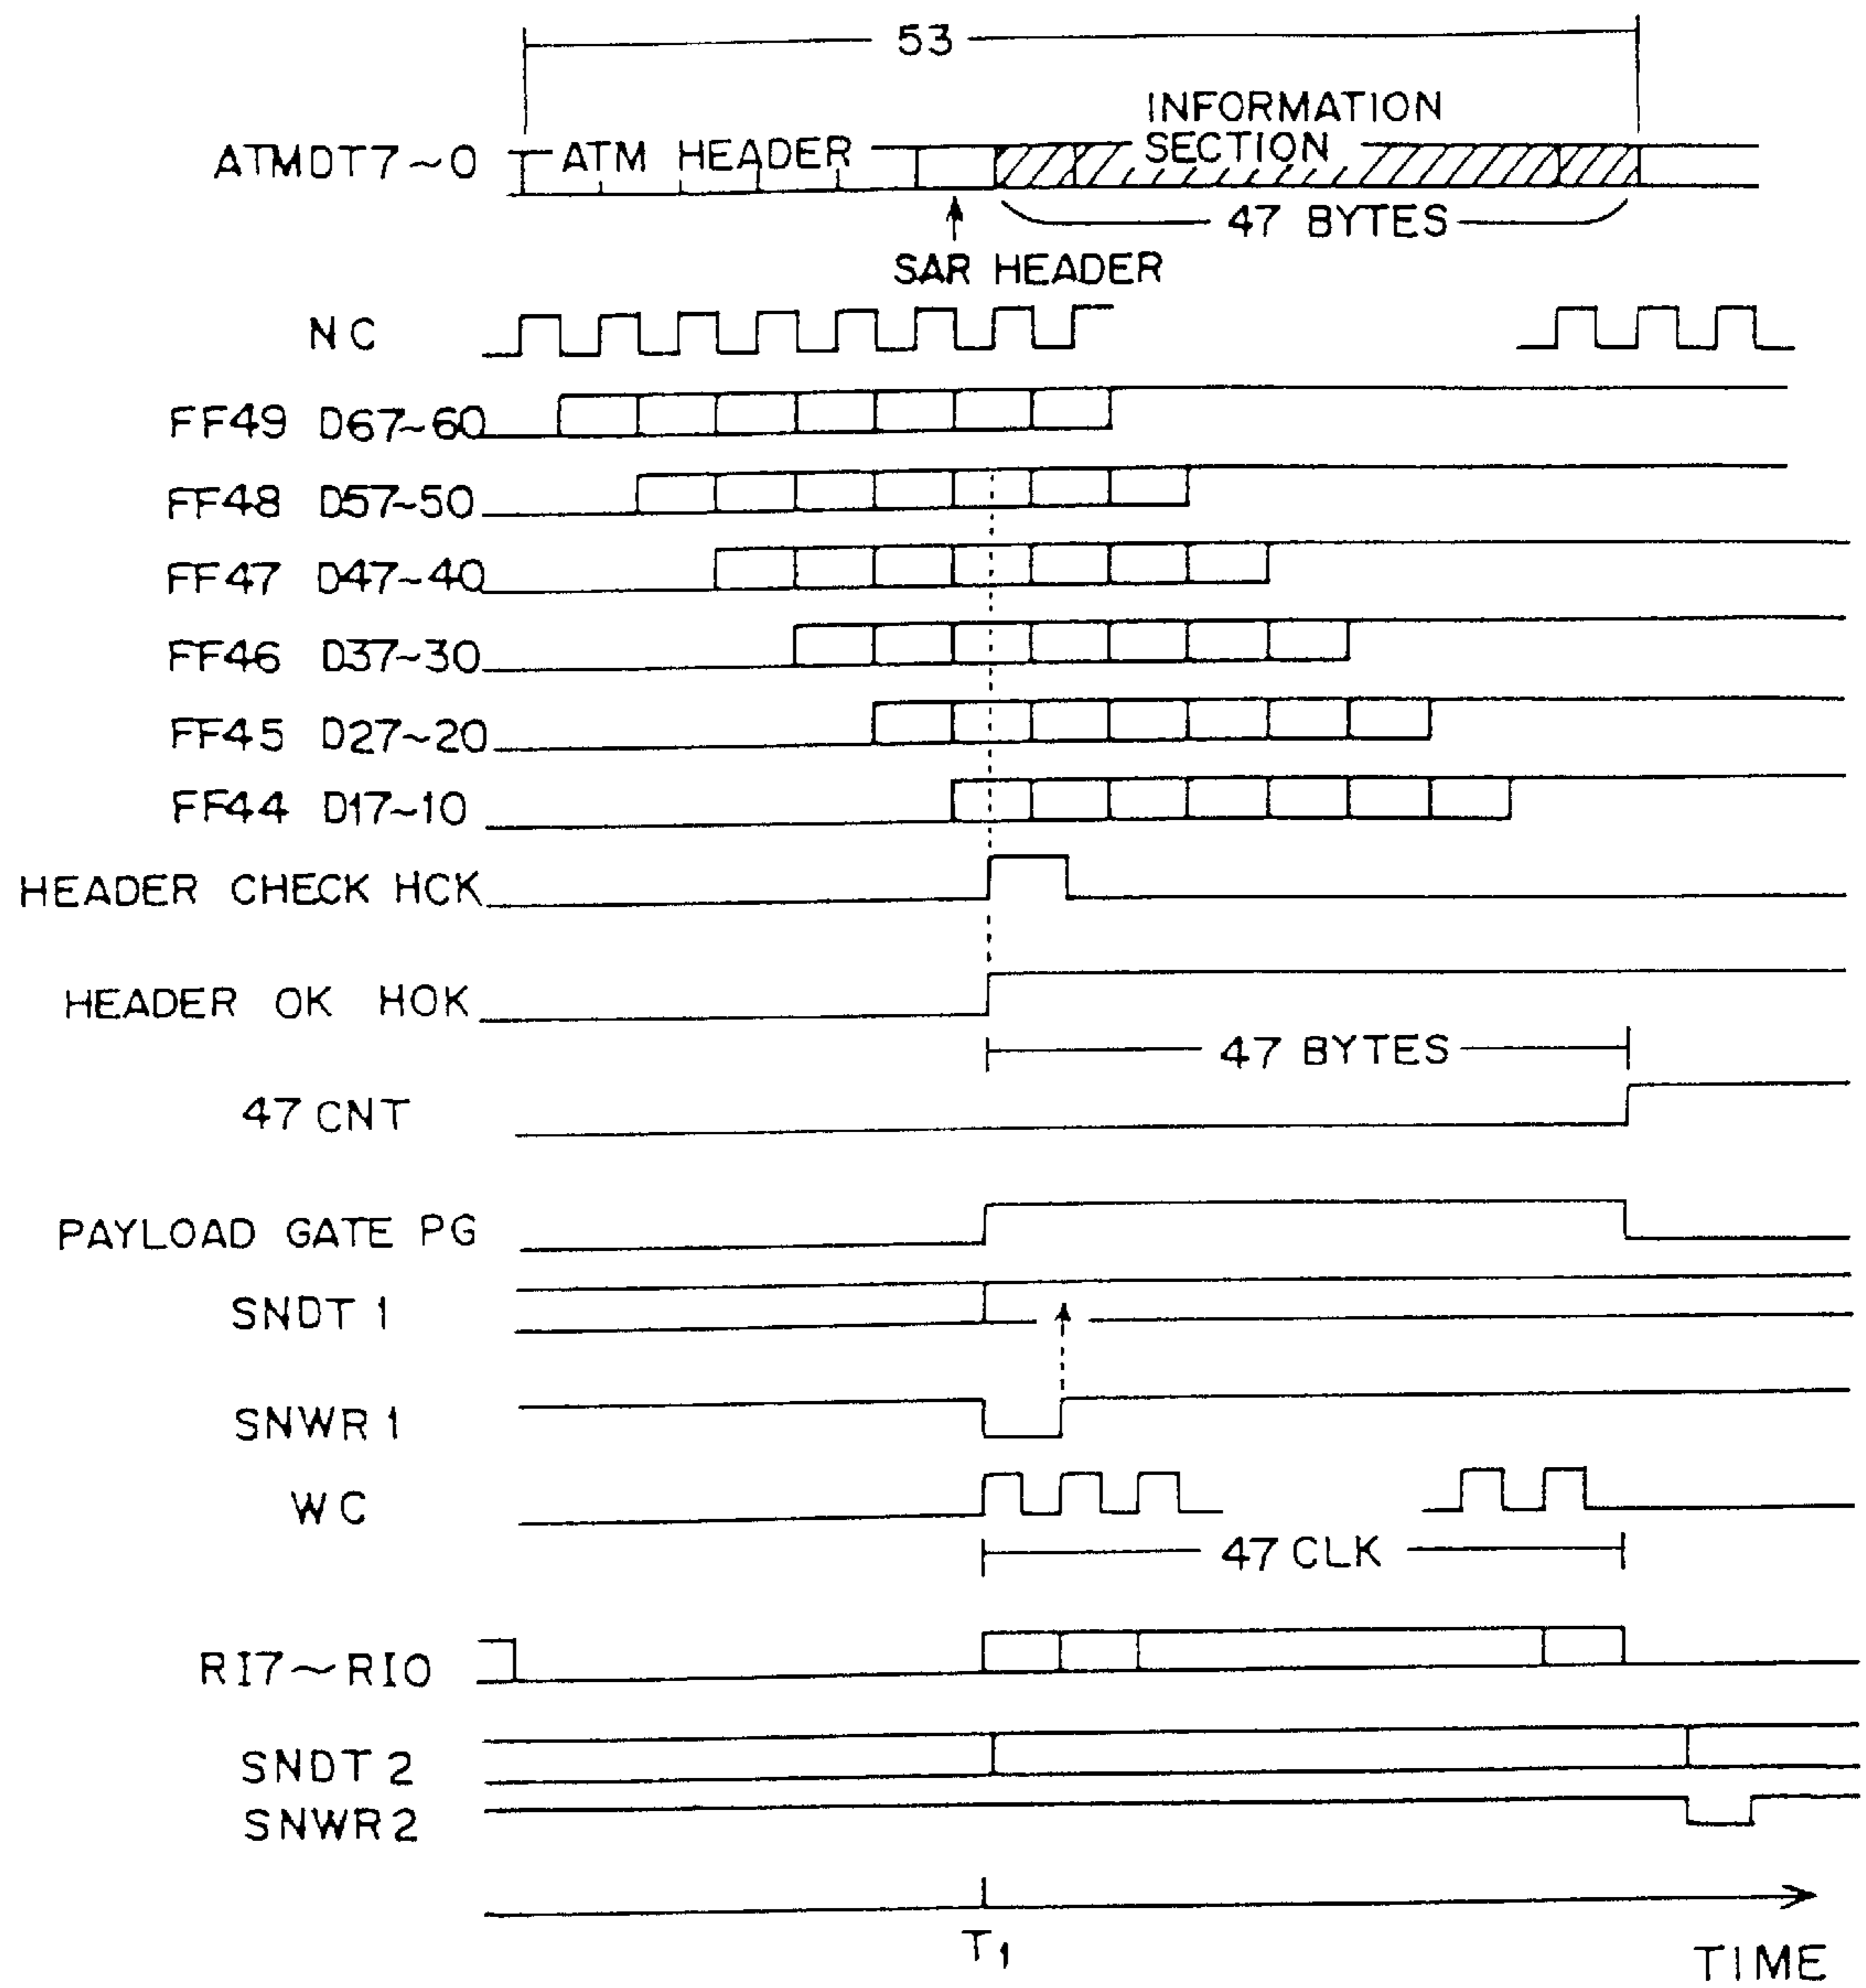 53
INFORMATION
SECTION
ATMDT7~0
ATM HEADER
47 BYTES
SAR HEADER
NC
FF49 D67~60
FF48 D57~50
FF47 D47~40
FF46 D37~30
FF45 D27~20
FF44 D17~10
HEADER CHECK HCK
HEADER OK HOK
47 BYTES
47 CNT
PAYLOAD GATE PG
SNDT 1
SNWR 1
WC
47 CLK
RI7~RI0
SNDT 2
SNWR 2
T1
TIME